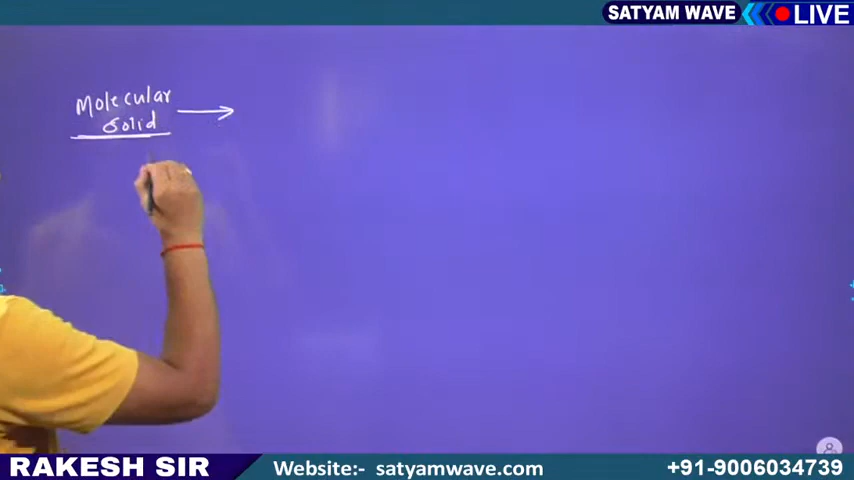 SATYAM WAVE LIVE
Molecular →
Solid
RAKESH SIR Website:- satyamwave.com +91-9006034739